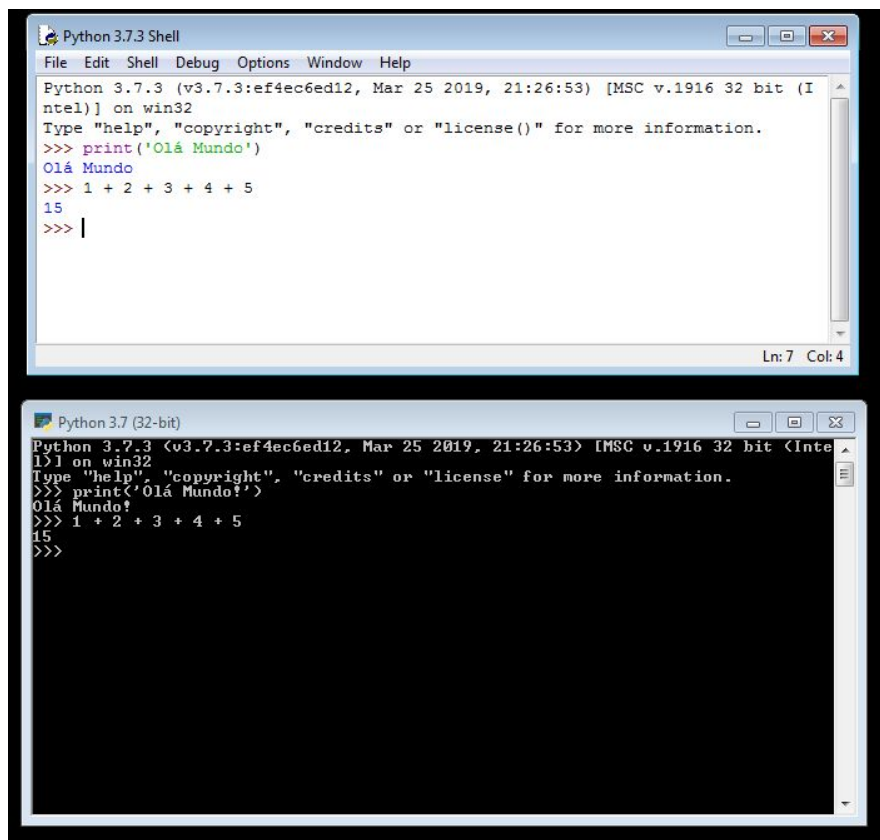 Python 3.7.3 Shell
File Edit Shell Debug Options Window Help
Python 3.7.3 (v3.7.3:ef4ec6ed12, Mar 25 2019, 21:26:53) [MSC v.1916 32 bit (I
ntel)] on win32
Type "help", "copyright", "credits" or "license()" for more information.
>>> print('Olá Mundo')
Olá Mundo
>>> 1 + 2 + 3 + 4 + 5
15
>>>
Ln: 7 Col: 4
Python 3.7 (32-bit)
Python 3.7.3 (v3.7.3:ef4ec6ed12, Mar 25 2019, 21:26:53) [MSC v.1916 32 bit (Inte
l)] on win32
Type "help", "copyright", "credits" or "license" for more information.
>>> print('Olá Mundo!')
Olá Mundo!
>>> 1 + 2 + 3 + 4 + 5
15
>>>